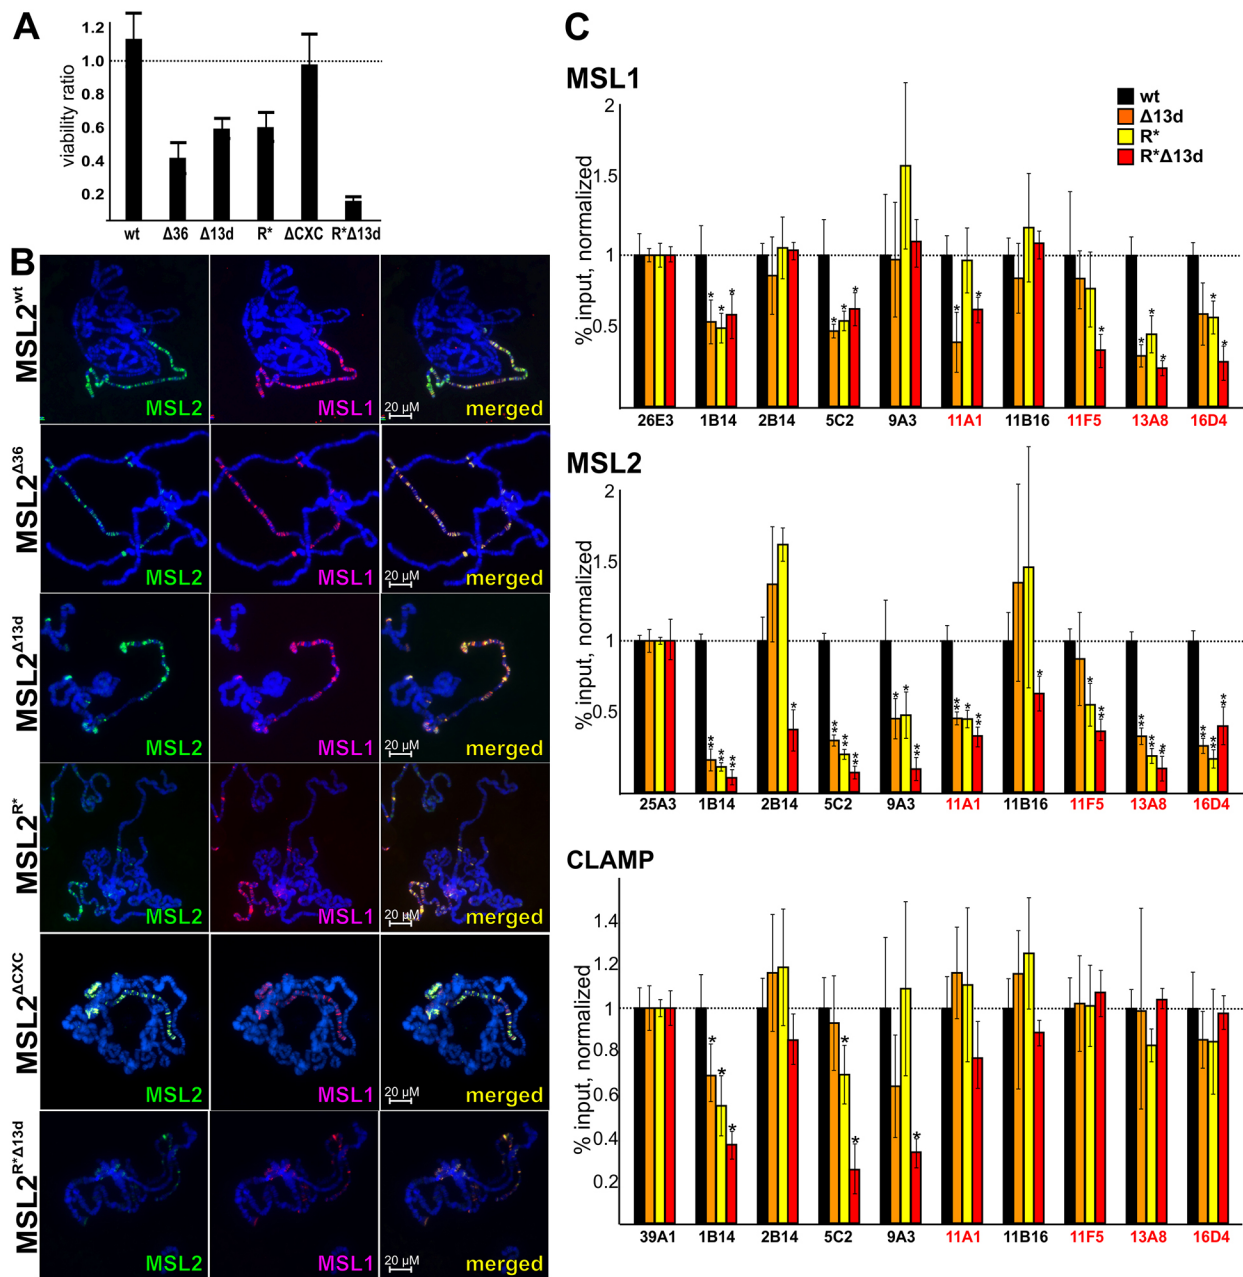 A
viability ratio
1.2
1.0
0.8
0.6
0.4
0.2
wt Δ36 Δ13d R* ΔCXC R*Δ13d
B
MSL2wt
MSL2 MSL1 20 µM merged
MSL2Δ36
MSL2 MSL1 20 µM merged
MSL2Δ13d
MSL2 MSL1 20 µM merged
MSL2R*
MSL2 MSL1 20 µM merged
MSL2ΔCXC
MSL2 MSL1 20 µM merged
MSL2R*Δ13d
MSL2 MSL1 20 µM merged
C
MSL1
wt
Δ13d
R*
R*Δ13d
% input, normalized
2
1.5
1
0.5
* * * * * * * * * * * * * *
26E3 1B14 2B14 5C2 9A3 11A1 11B16 11F5 13A8 16D4
MSL2
% input, normalized
2
1.5
1
0.5
** ** ** * ** ** ** * * ** ** * ** * * ** ** ** ** ** ** **
25A3 1B14 2B14 5C2 9A3 11A1 11B16 11F5 13A8 16D4
CLAMP
% input, normalized
1.4
1.2
1
0.8
0.6
0.4
0.2
* * * * * *
39A1 1B14 2B14 5C2 9A3 11A1 11B16 11F5 13A8 16D4